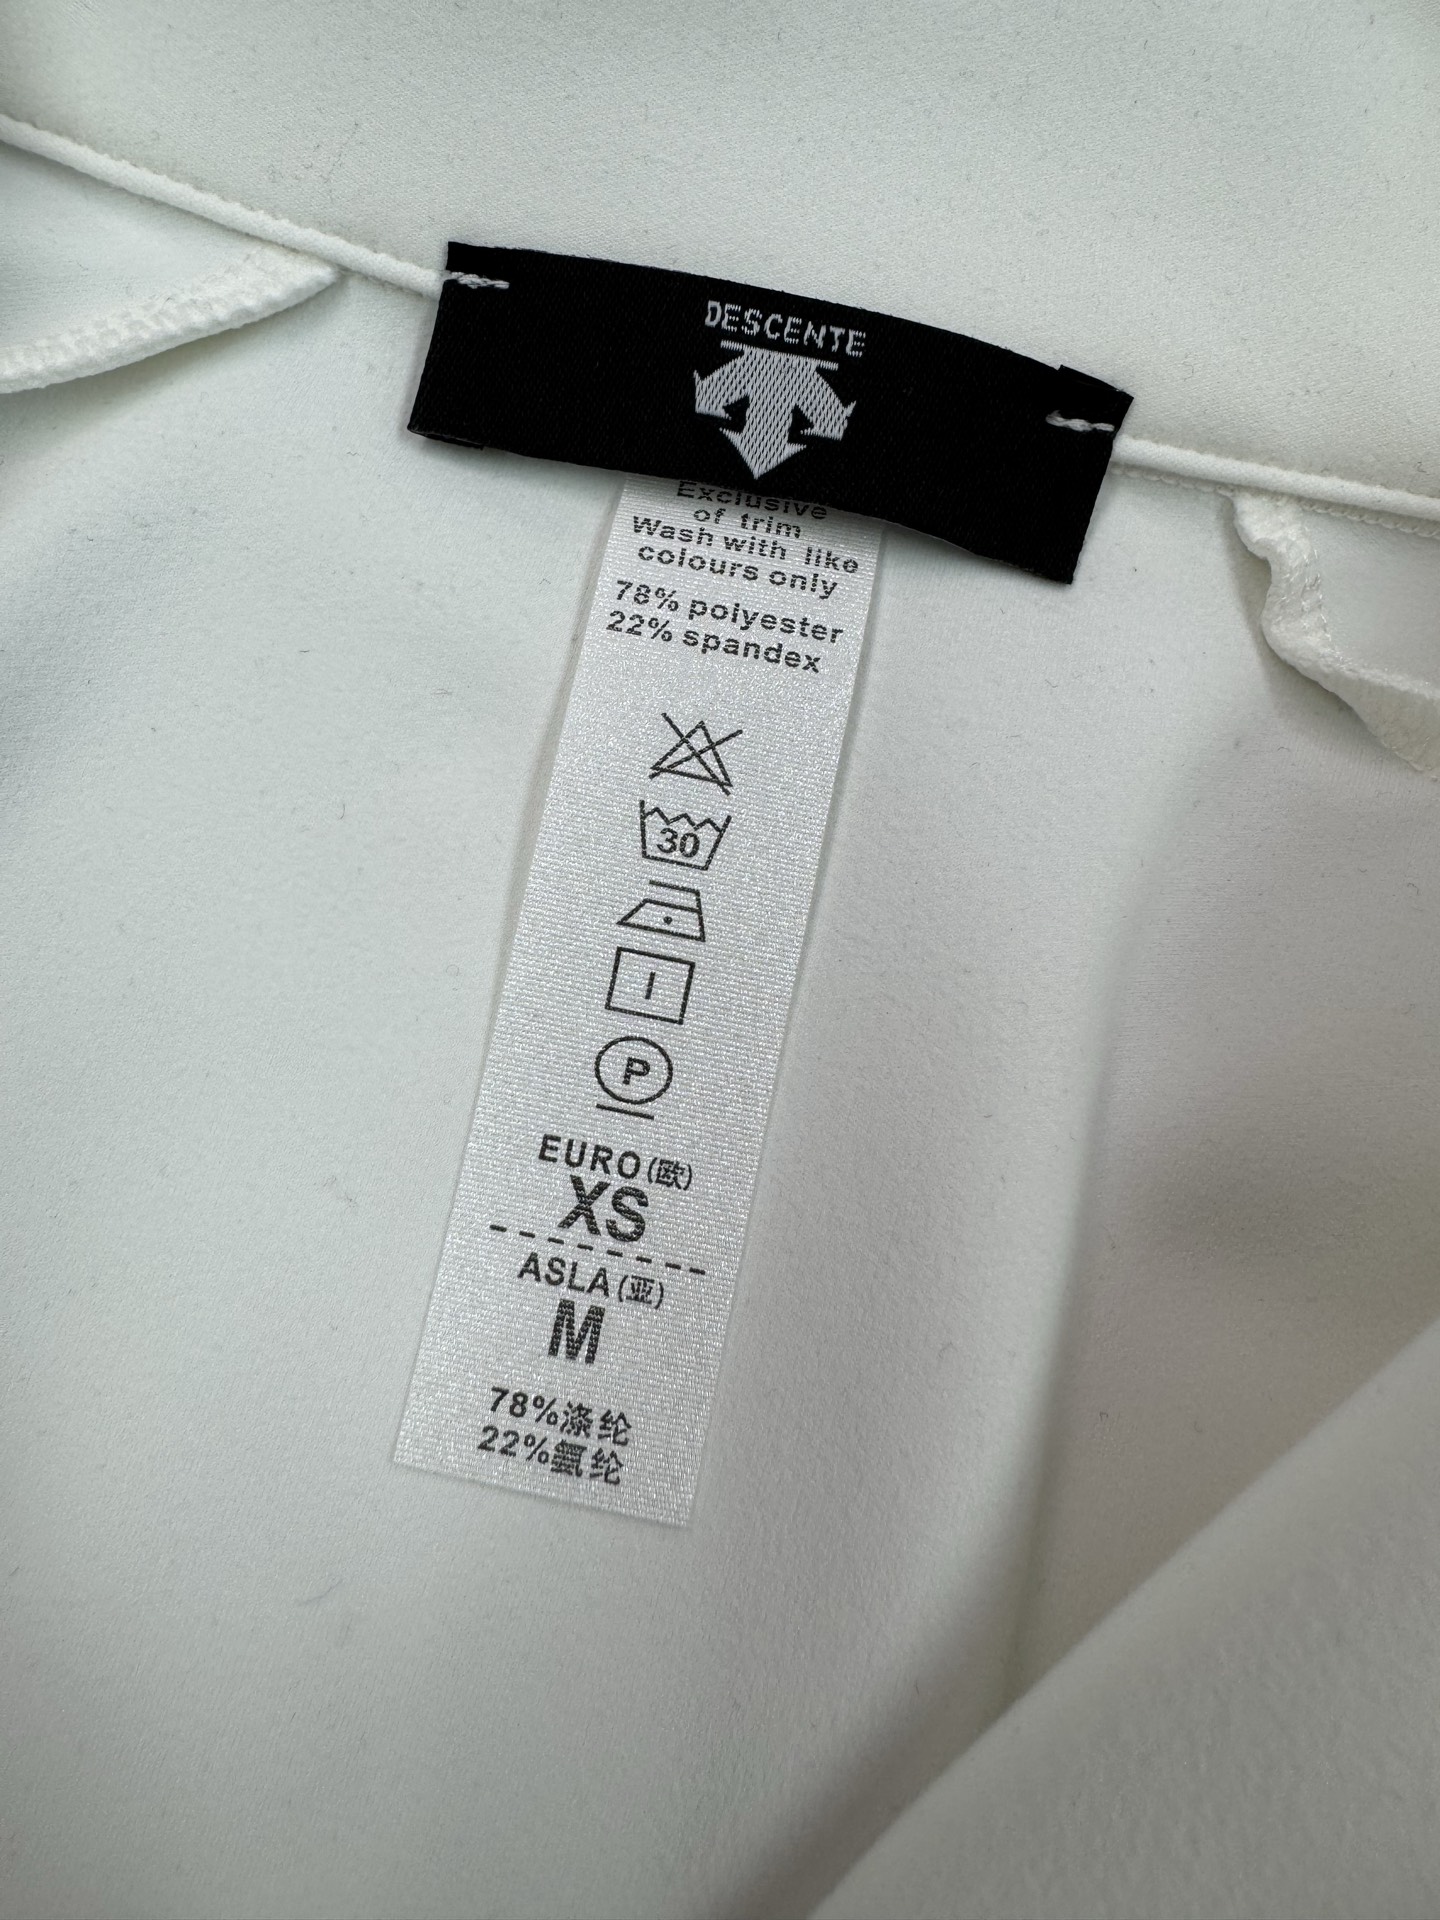 DESCENTE
Exclusive
of trim
Wash with like
colours only
78% polyester
22% spandex
30
P
EURO(欧)
XS
ASLA(亚)
M
78%涤纶
22%氩纶